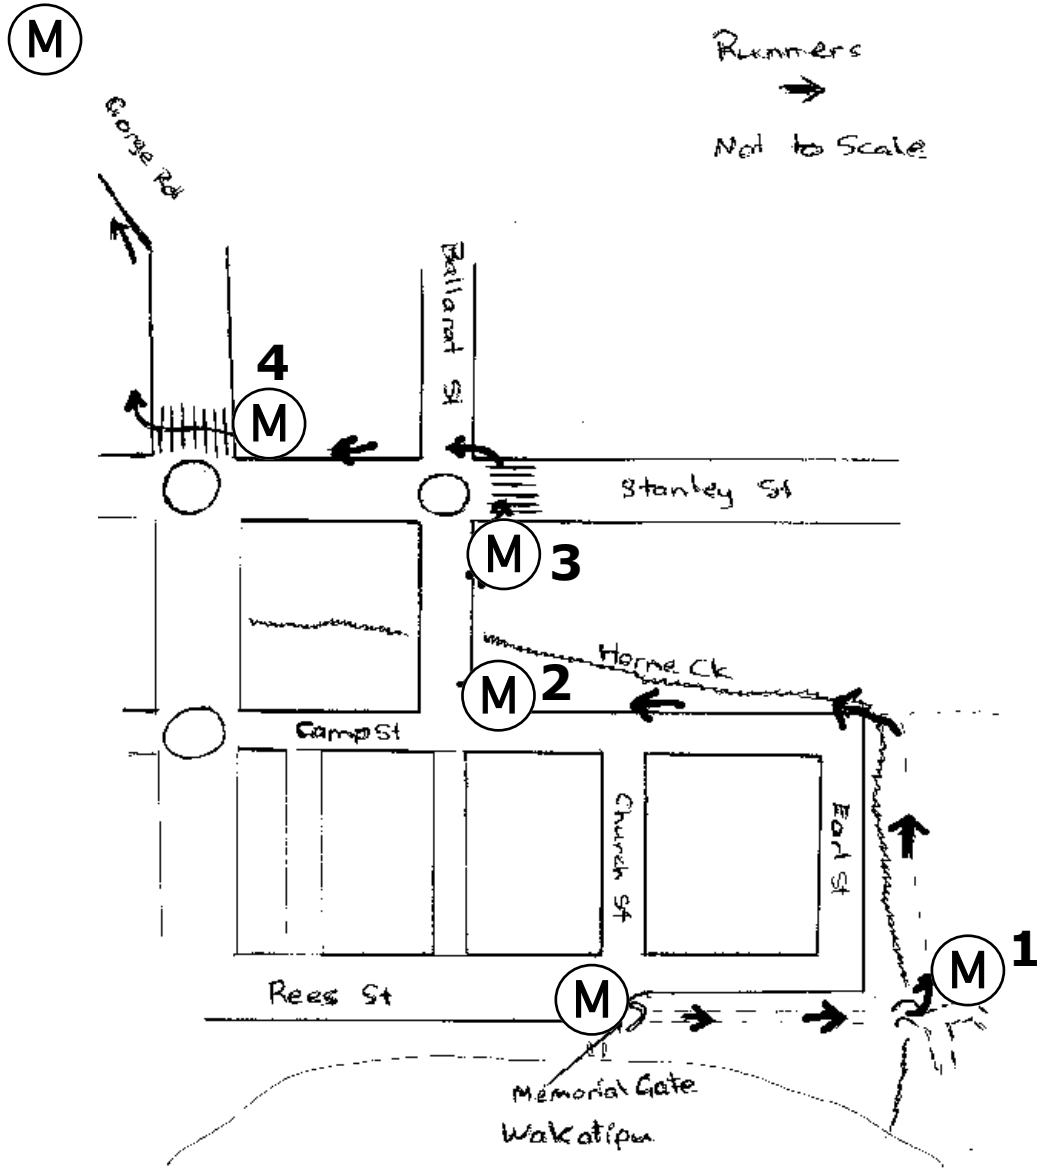 M
Runners
Not to Scale
Gorge Rd
Ballarat St
4
M
Stanley St
M 3
Horne Ck
M 2
Camp St
Church St
Earl St
M 1
Rees St
M
Memorial Gate
Wakatipu